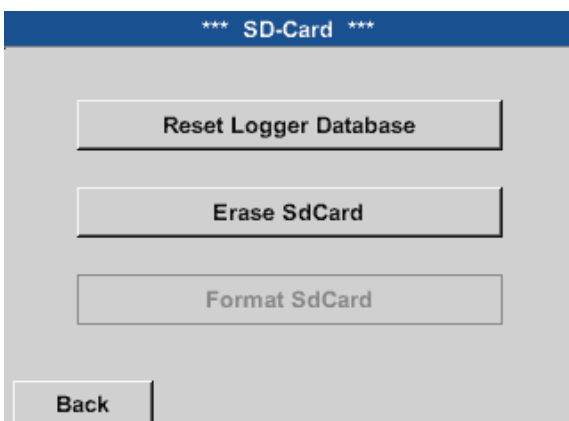 *** SD-Card ***
Reset Logger Database
Erase SdCard
Format SdCard
Back